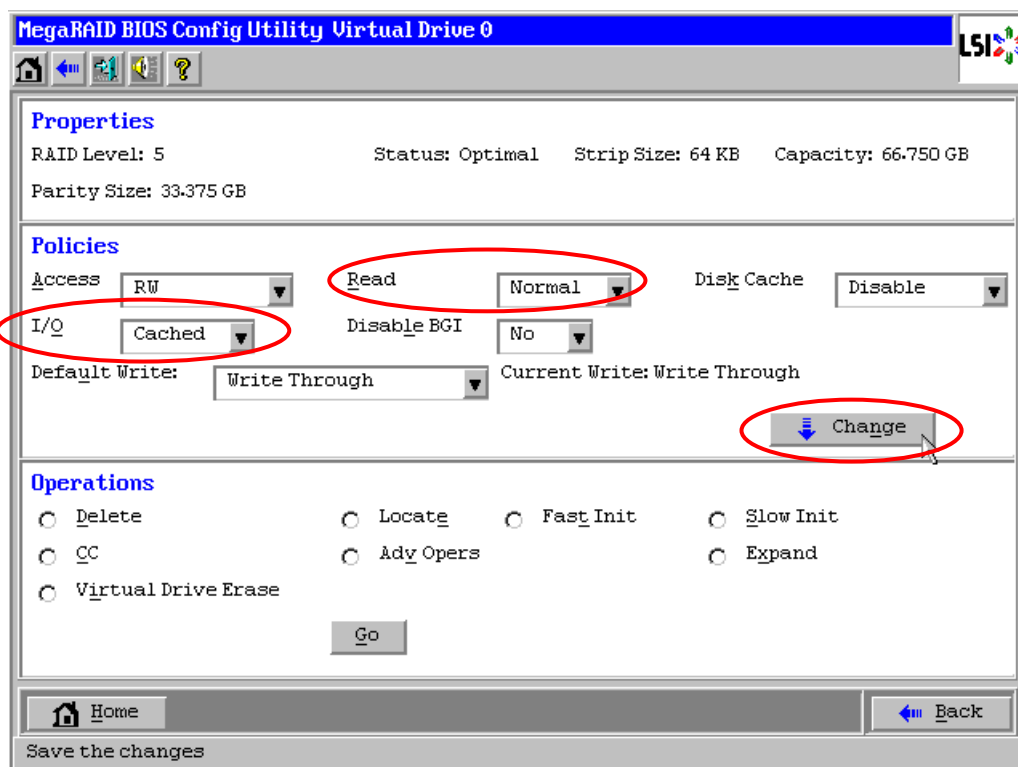 MegaRAID BIOS Config Utility Virtual Drive 0
LSI
?
Properties
RAID Level: 5 Status: Optimal Strip Size: 64 KB Capacity: 66.750 GB
Parity Size: 33.375 GB
Policies
Access RW Read Normal Disk Cache Disable
I/O Cached Disable BGI No
Default Write: Write Through Current Write: Write Through
Change
Operations
Delete Locate Fast Init Slow Init
CC Adv Opers Expand
Virtual Drive Erase
Go
Home Back
Save the changes